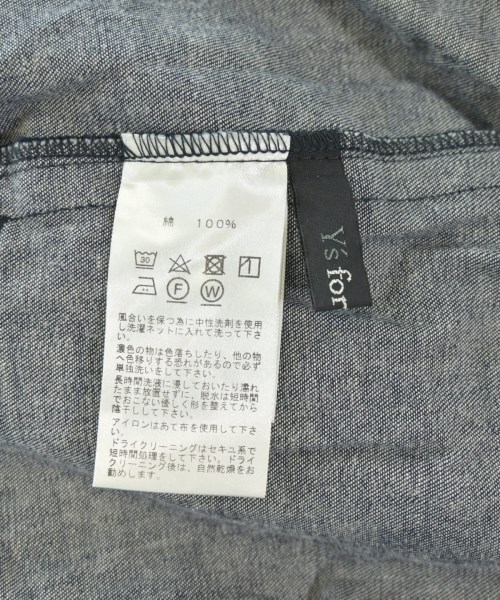 綿 100%
30
F
W
風合いを保つ為に中性洗剤を使用
し洗濯ネットに入れて洗って下さ
い。
濃色の物は色落ちしたり、他の物
へ色移りする恐れがあるので必ず
単独洗いをして下さい。
長時間洗液に浸しておいたり濡れ
たまま放置せずに、脱水は短時間
でおこない優しく形を整えてから
陰干しして下さい。
アイロンはあて布を使用して下さい。
ドライクリーニングはセキユ系で
短時間処理をして下さい。ドライ
クリーニング後は、自然乾燥をお
勧めします。
Y's for